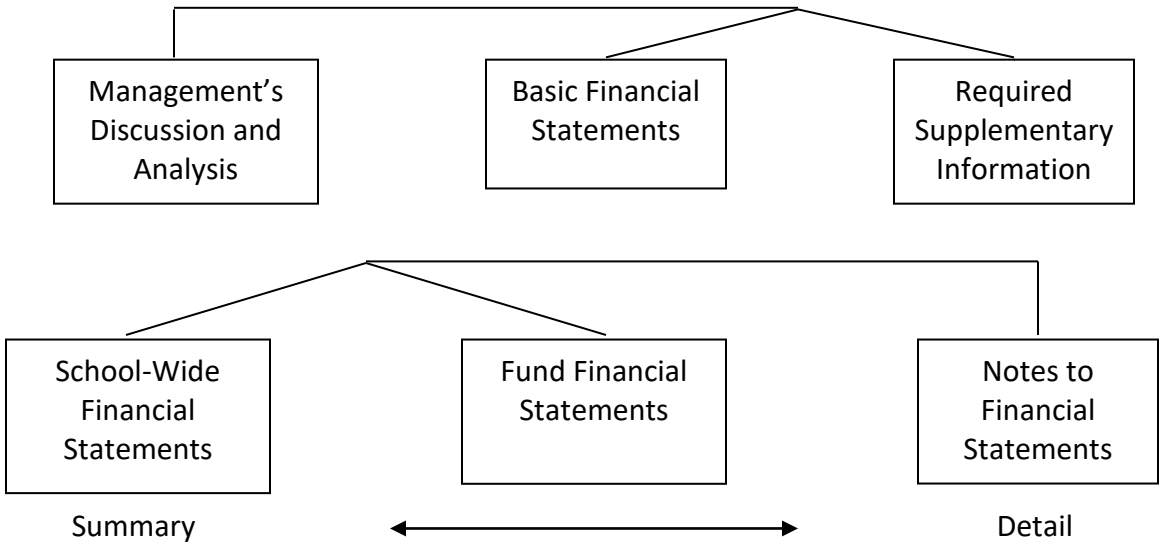 Management’s
Discussion and
Analysis
Basic Financial
Statements
Required
Supplementary
Information
School-Wide
Financial
Statements
Fund Financial
Statements
Notes to
Financial
Statements
Summary
Detail